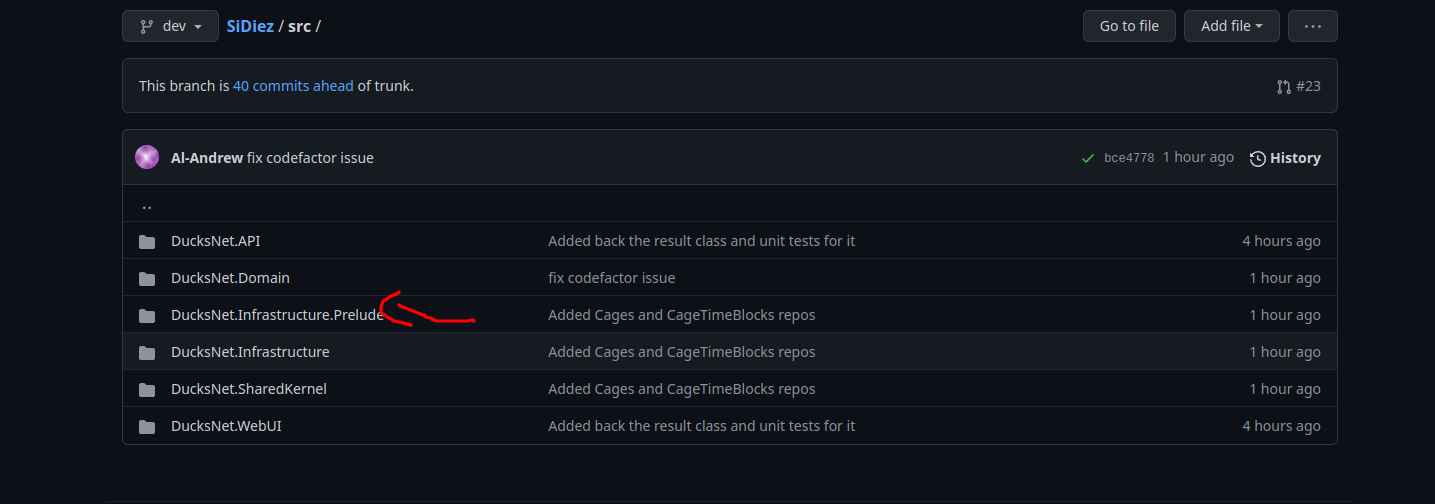 dev SiDiez / src / Go to file Add file ...
This branch is 40 commits ahead of trunk. #23
Al-Andrew fix codefactor issue bce4778 1 hour ago History
..
DucksNet.API Added back the result class and unit tests for it 4 hours ago
DucksNet.Domain fix codefactor issue 1 hour ago
DucksNet.Infrastructure.Prelude Added Cages and CageTimeBlocks repos 1 hour ago
DucksNet.Infrastructure Added Cages and CageTimeBlocks repos 1 hour ago
DucksNet.SharedKernel Added Cages and CageTimeBlocks repos 1 hour ago
DucksNet.WebUI Added back the result class and unit tests for it 4 hours ago